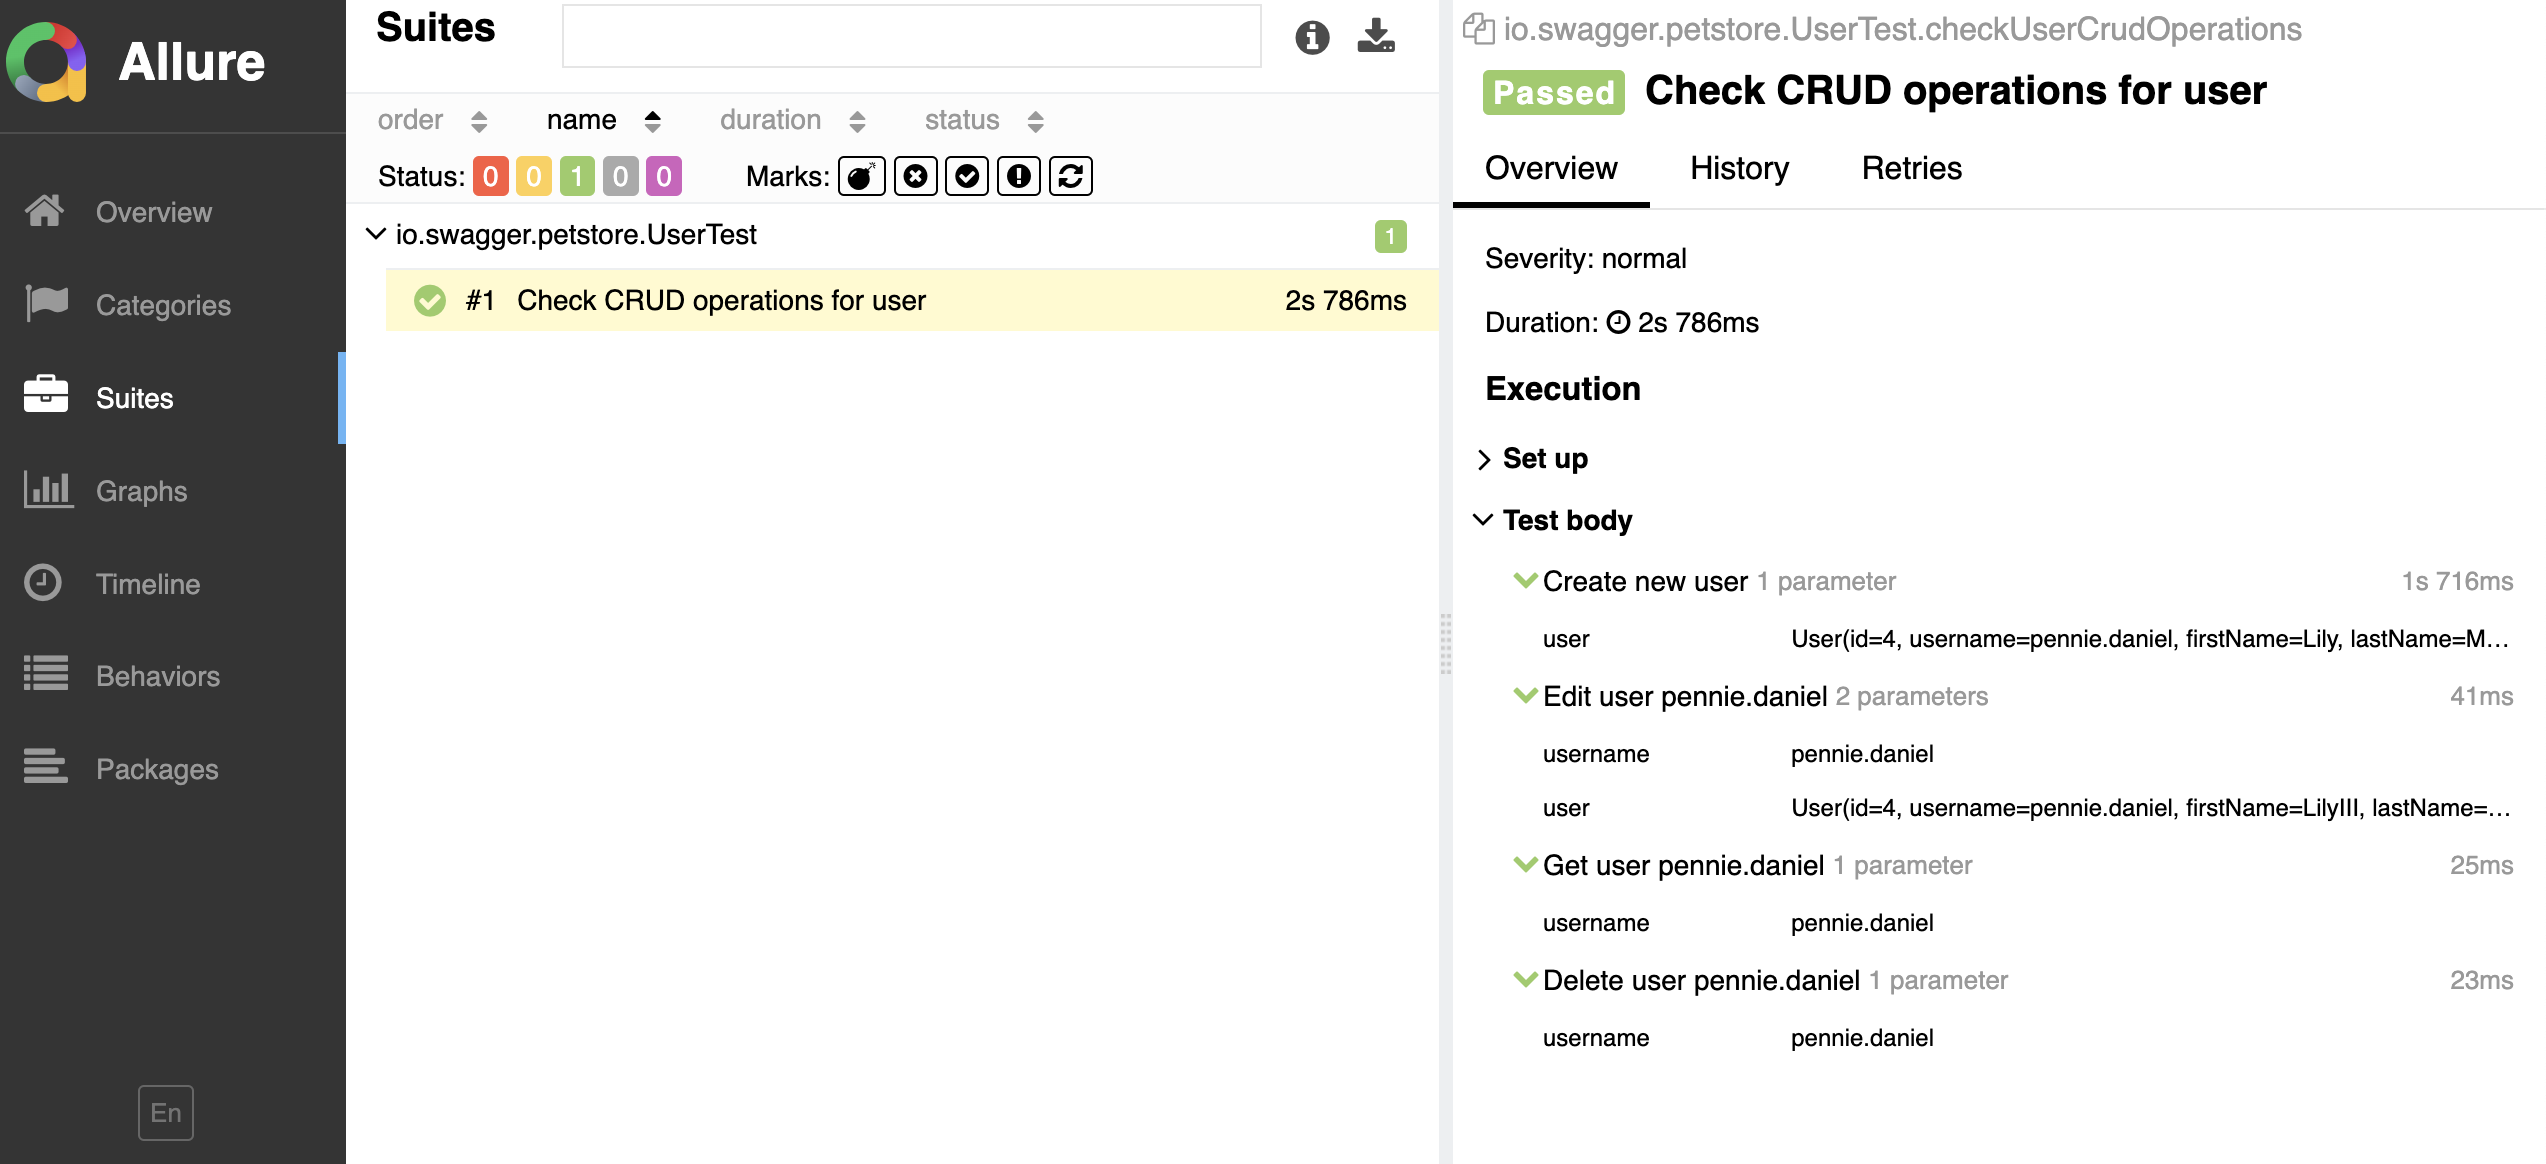 Allure
Overview
Categories
Suites
Graphs
Timeline
Behaviors
Packages
En
Suites
order name duration status
Status: 0 0 1 0 0 Marks:
io.swagger.petstore.UserTest 1
#1 Check CRUD operations for user 2s 786ms
io.swagger.petstore.UserTest.checkUserCrudOperations
Passed Check CRUD operations for user
Overview History Retries
Severity: normal
Duration: 2s 786ms
Execution
Set up
Test body
Create new user 1 parameter 1s 716ms
user User(id=4, username=pennie.daniel, firstName=Lily, lastName=M...
Edit user pennie.daniel 2 parameters 41ms
username pennie.daniel
user User(id=4, username=pennie.daniel, firstName=LilyIII, lastName=...
Get user pennie.daniel 1 parameter 25ms
username pennie.daniel
Delete user pennie.daniel 1 parameter 23ms
username pennie.daniel